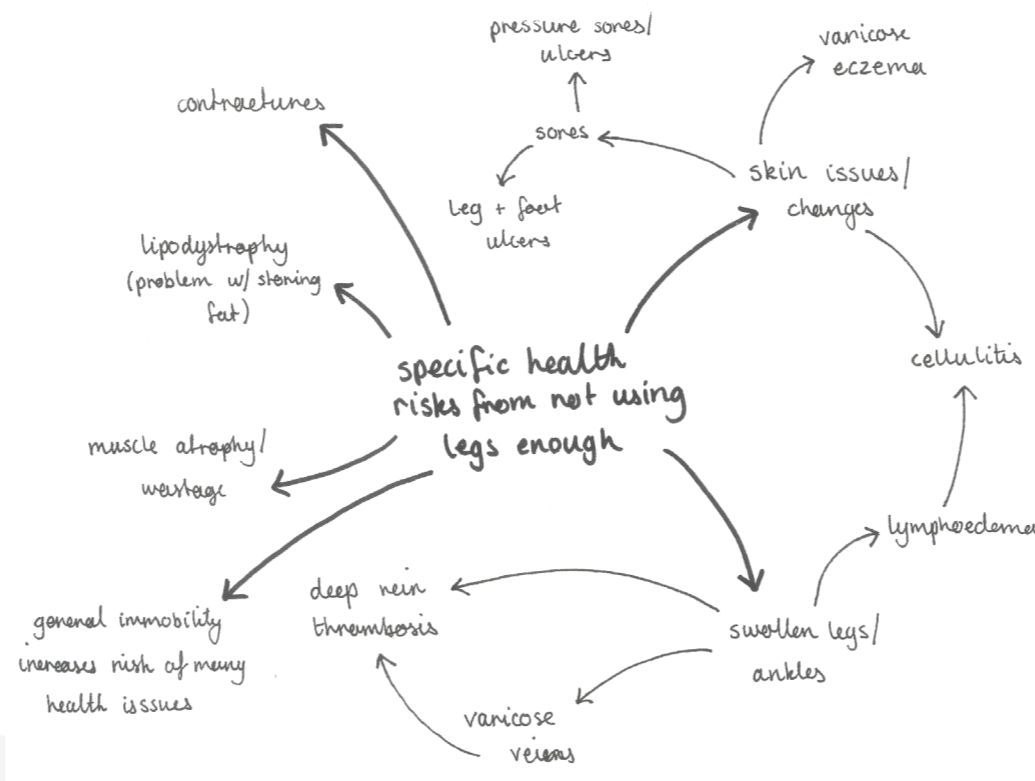 pressure sores/
ulcers
varicose
eczema
contractures
sores
skin issues/
changes
leg + foot
ulcers
lipodystrophy
(problem w/ storing
fat)
cellulitis
specific health
risks from not using
legs enough
muscle atrophy/
wastage
lymphoedema
deep vein
thrombosis
general immobility
increases risk of many
health isssues
swollen legs/
ankles
varicose
veins